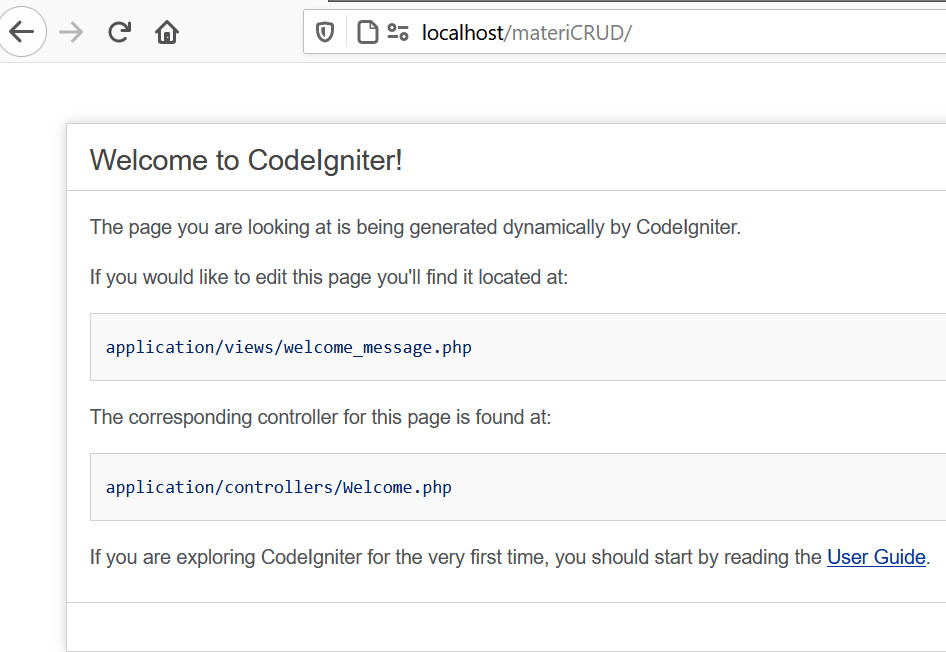 localhost/materiCRUD/
Welcome to CodeIgniter!
The page you are looking at is being generated dynamically by CodeIgniter.
If you would like to edit this page you'll find it located at:
application/views/welcome_message.php
The corresponding controller for this page is found at:
application/controllers/Welcome.php
If you are exploring CodeIgniter for the very first time, you should start by reading the User Guide.